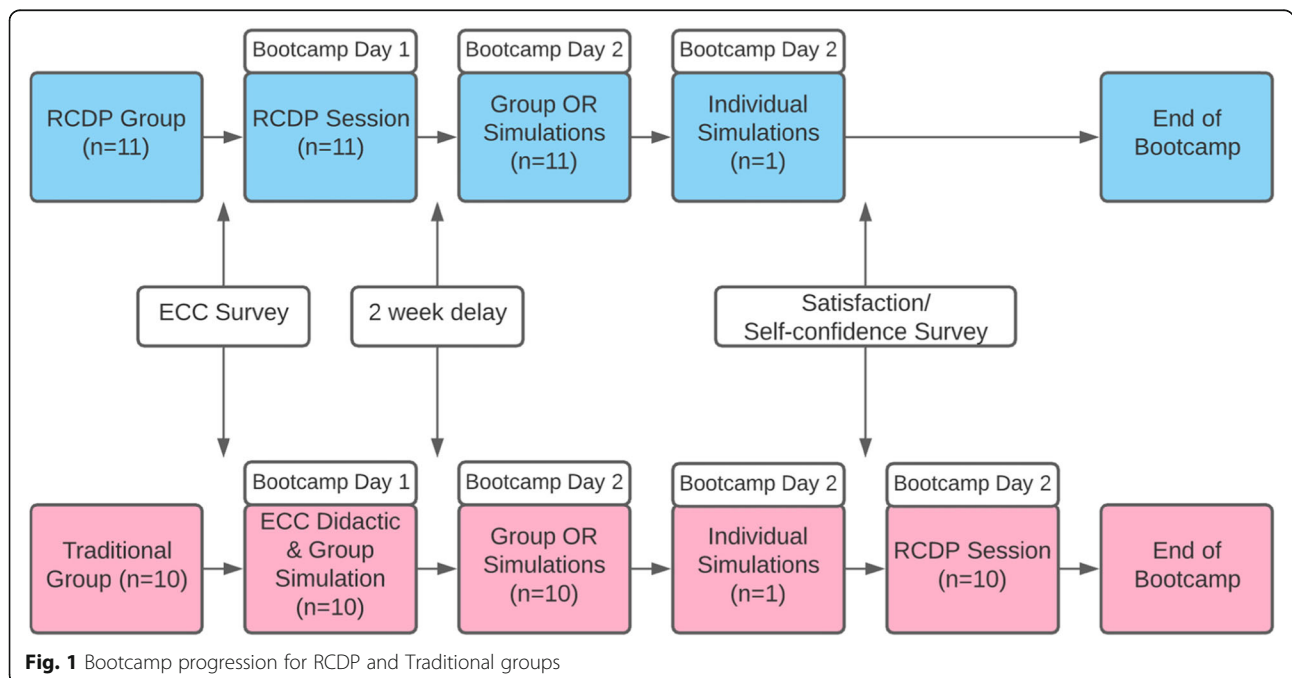 Bootcamp Day 1
Bootcamp Day 2
Bootcamp Day 2
RCDP Group
(n=11)
RCDP Session
(n=11)
Group OR
Simulations
(n=11)
Individual
Simulations
(n=1)
End of
Bootcamp
ECC Survey
2 week delay
Satisfaction/
Self-confidence Survey
Bootcamp Day 1
Bootcamp Day 2
Bootcamp Day 2
Bootcamp Day 2
Traditional
Group (n=10)
ECC Didactic
& Group
Simulation
(n=10)
Group OR
Simulations
(n=10)
Individual
Simulations
(n=1)
RCDP Session
(n=10)
End of
Bootcamp
Fig. 1 Bootcamp progression for RCDP and Traditional groups